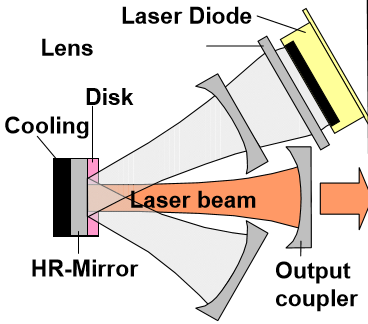 Laser Diode
Lens
Disk
Cooling
Laser beam
HR-Mirror
Output
coupler